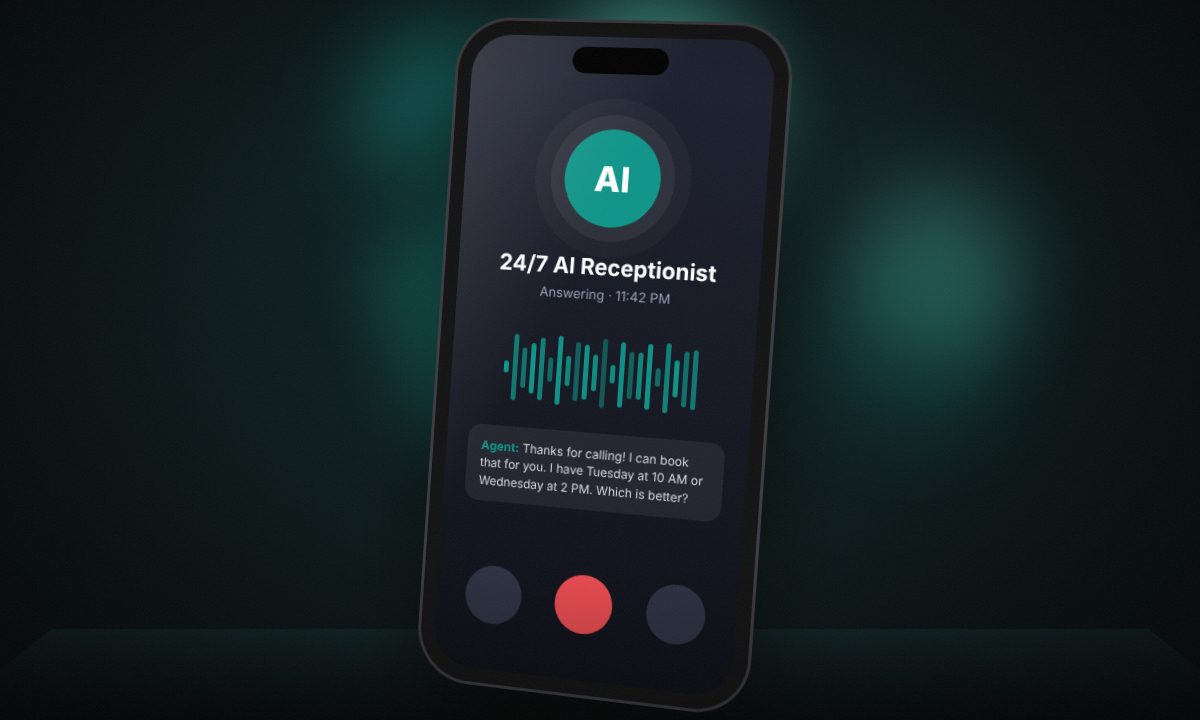 AI
24/7 AI Receptionist
Answering · 11:42 PM
Agent: Thanks for calling! I can book
that for you. I have Tuesday at 10 AM or
Wednesday at 2 PM. Which is better?